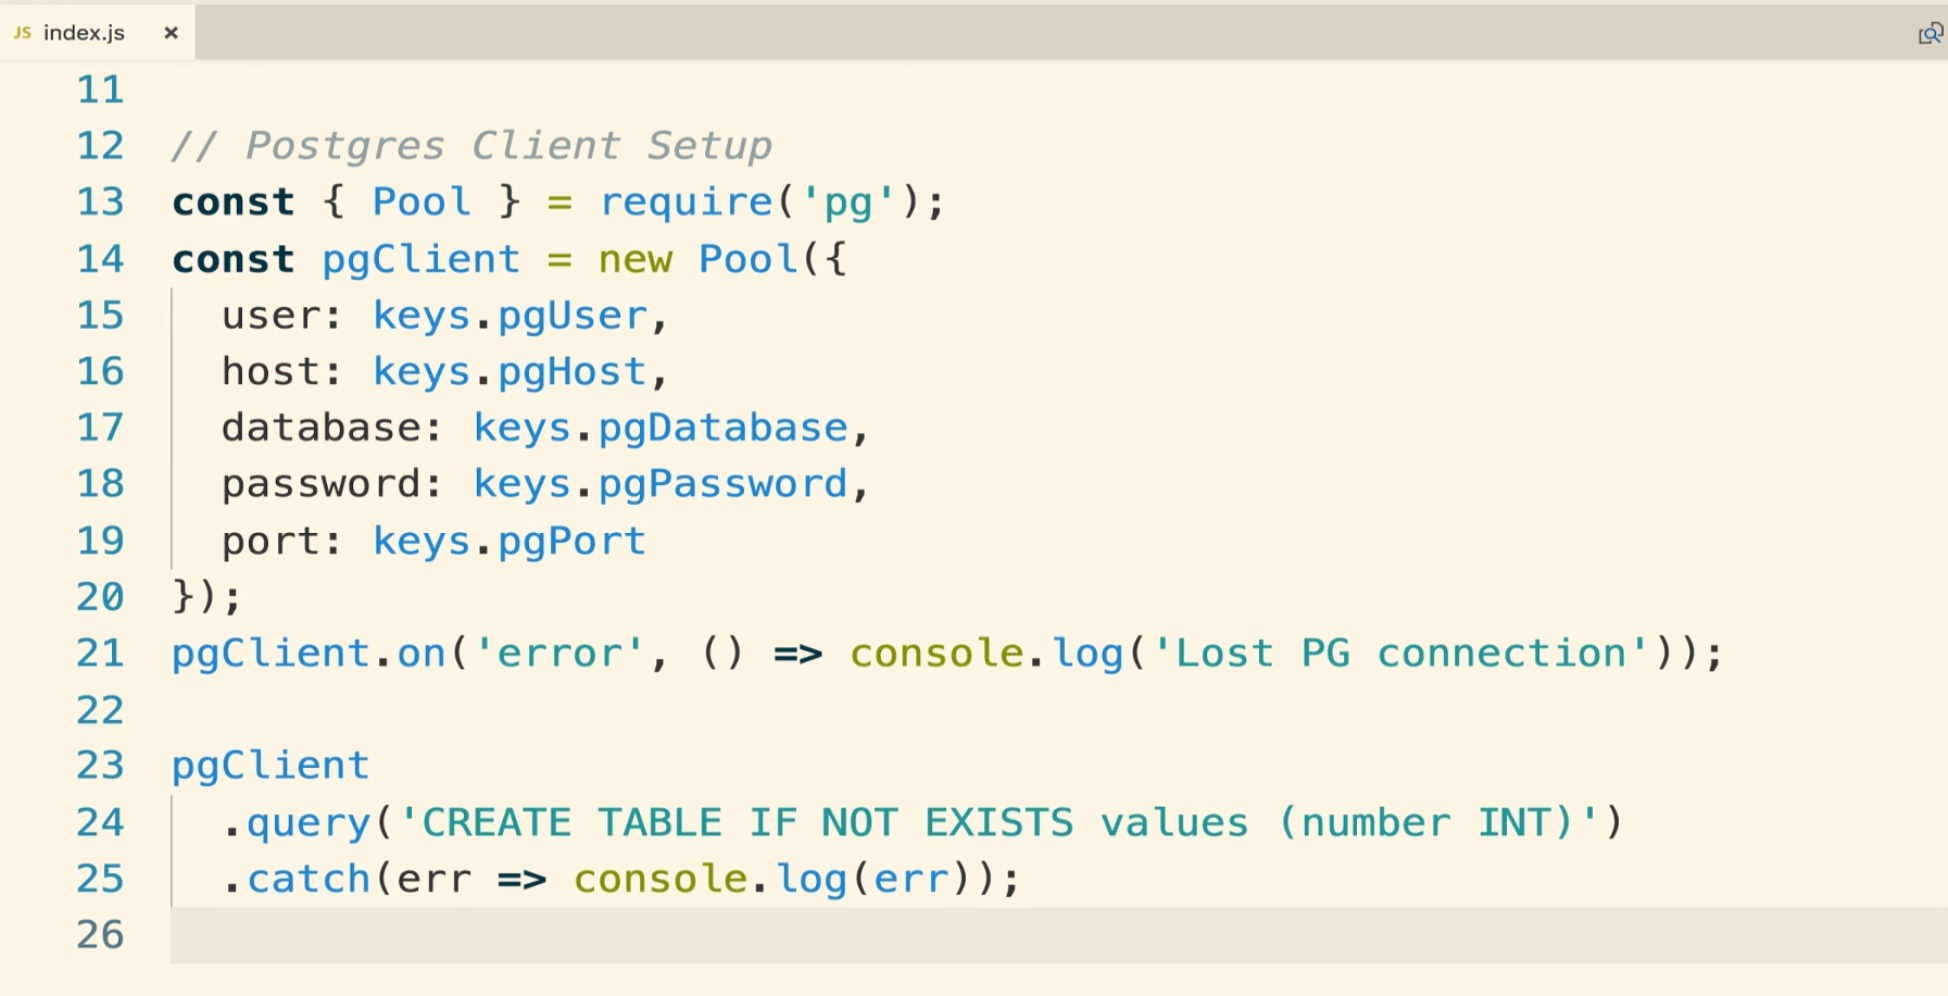 JS index.js ×
11
12 // Postgres Client Setup
13 const { Pool } = require('pg');
14 const pgClient = new Pool({
15   user: keys.pgUser,
16   host: keys.pgHost,
17   database: keys.pgDatabase,
18   password: keys.pgPassword,
19   port: keys.pgPort
20 });
21 pgClient.on('error', () => console.log('Lost PG connection'));
22
23 pgClient
24   .query('CREATE TABLE IF NOT EXISTS values (number INT)')
25   .catch(err => console.log(err));
26